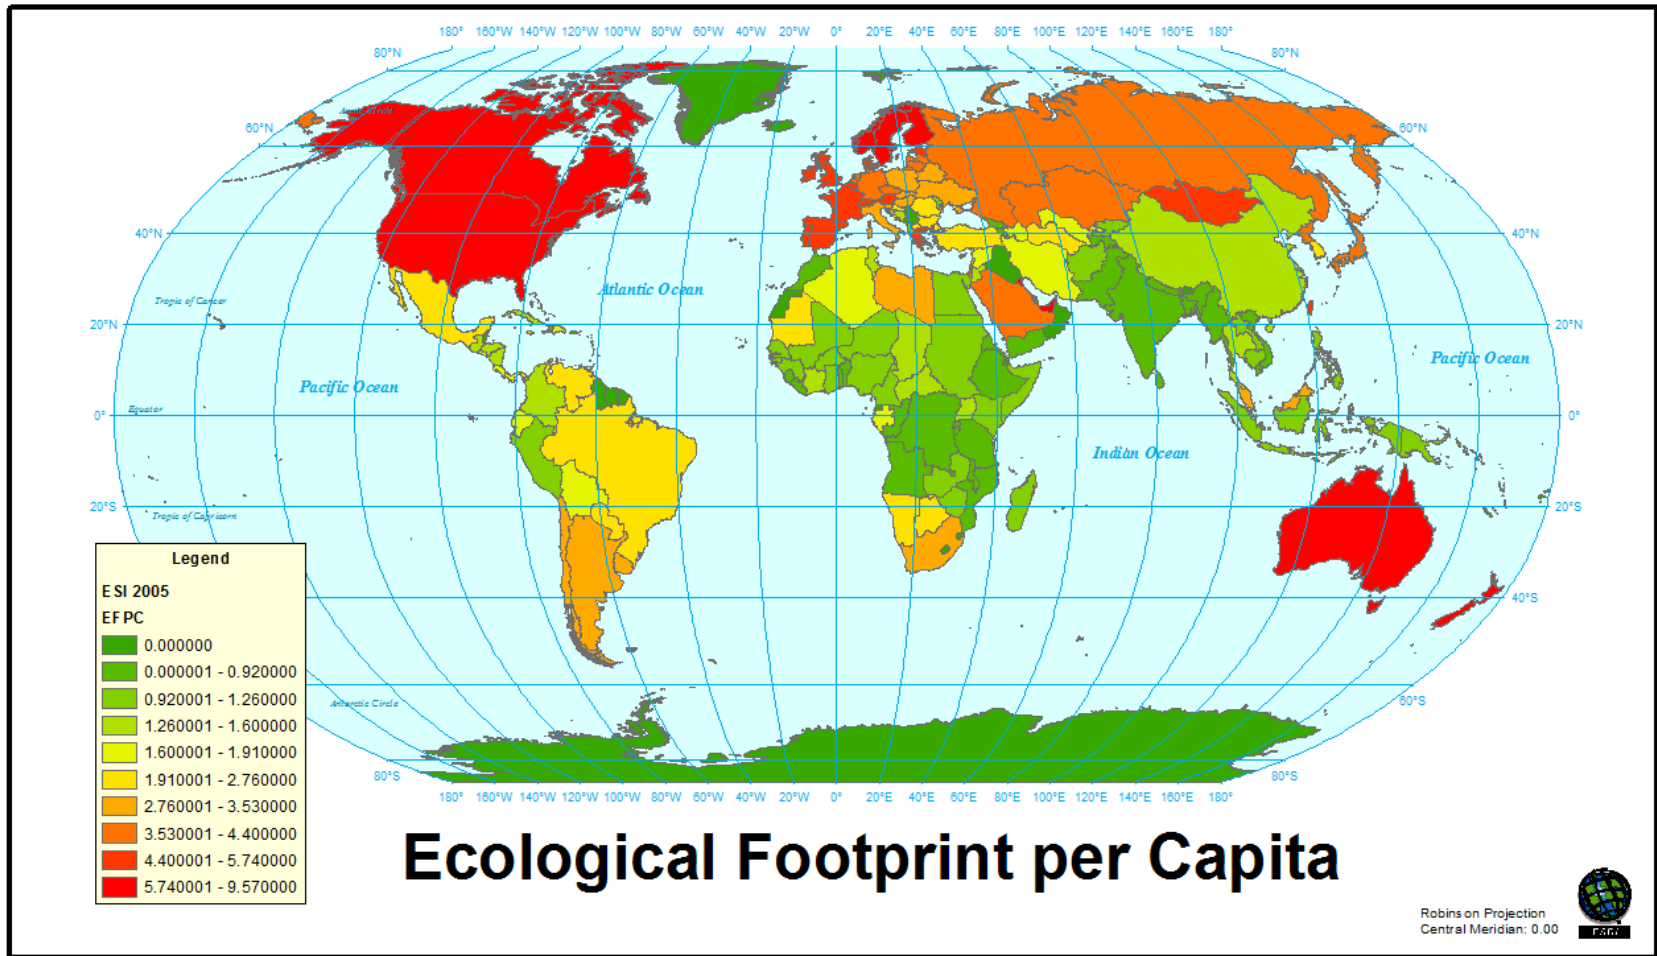 180° 160°W 140°W 120°W 100°W 80°W 60°W 40°W 20°W 0° 20°E 40°E 60°E 80°E 100°E 120°E 140°E 160°E 180°
80°N 80°N
Arctic Circle
60°N 60°N
40°N 40°N
Atlantic Ocean
Tropic of Cancer
20°N 20°N
Pacific Ocean Pacific Ocean
Equator
0° 0°
Indian Ocean
20°S 20°S
Tropic of Capricorn
Legend
ESI 2005
EFPC
0.000000
0.000001 - 0.920000
0.920001 - 1.260000
1.260001 - 1.600000
1.600001 - 1.910000
1.910001 - 2.760000
2.760001 - 3.530000
3.530001 - 4.400000
4.400001 - 5.740000
5.740001 - 9.570000
40°S
60°S
Antarctic Circle
80°S 80°S
180° 160°W 140°W 120°W 100°W 80°W 60°W 40°W 20°W 0° 20°E 40°E 60°E 80°E 100°E 120°E 140°E 160°E 180°
Ecological Footprint per Capita
Robinson Projection
Central Meridian: 0.00
ESRI